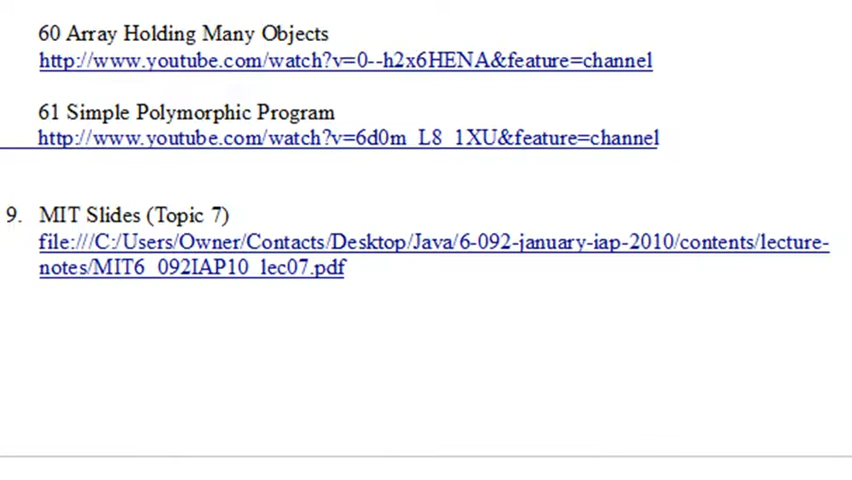 60 Array Holding Many Objects
http://www.youtube.com/watch?v=0--h2x6HENA&feature=channel
61 Simple Polymorphic Program
http://www.youtube.com/watch?v=6d0m_L8_1XU&feature=channel
9. MIT Slides (Topic 7)
file:///C:/Users/Owner/Contacts/Desktop/Java/6-092-january-iap-2010/contents/lecture-
notes/MIT6_092IAP10_lec07.pdf